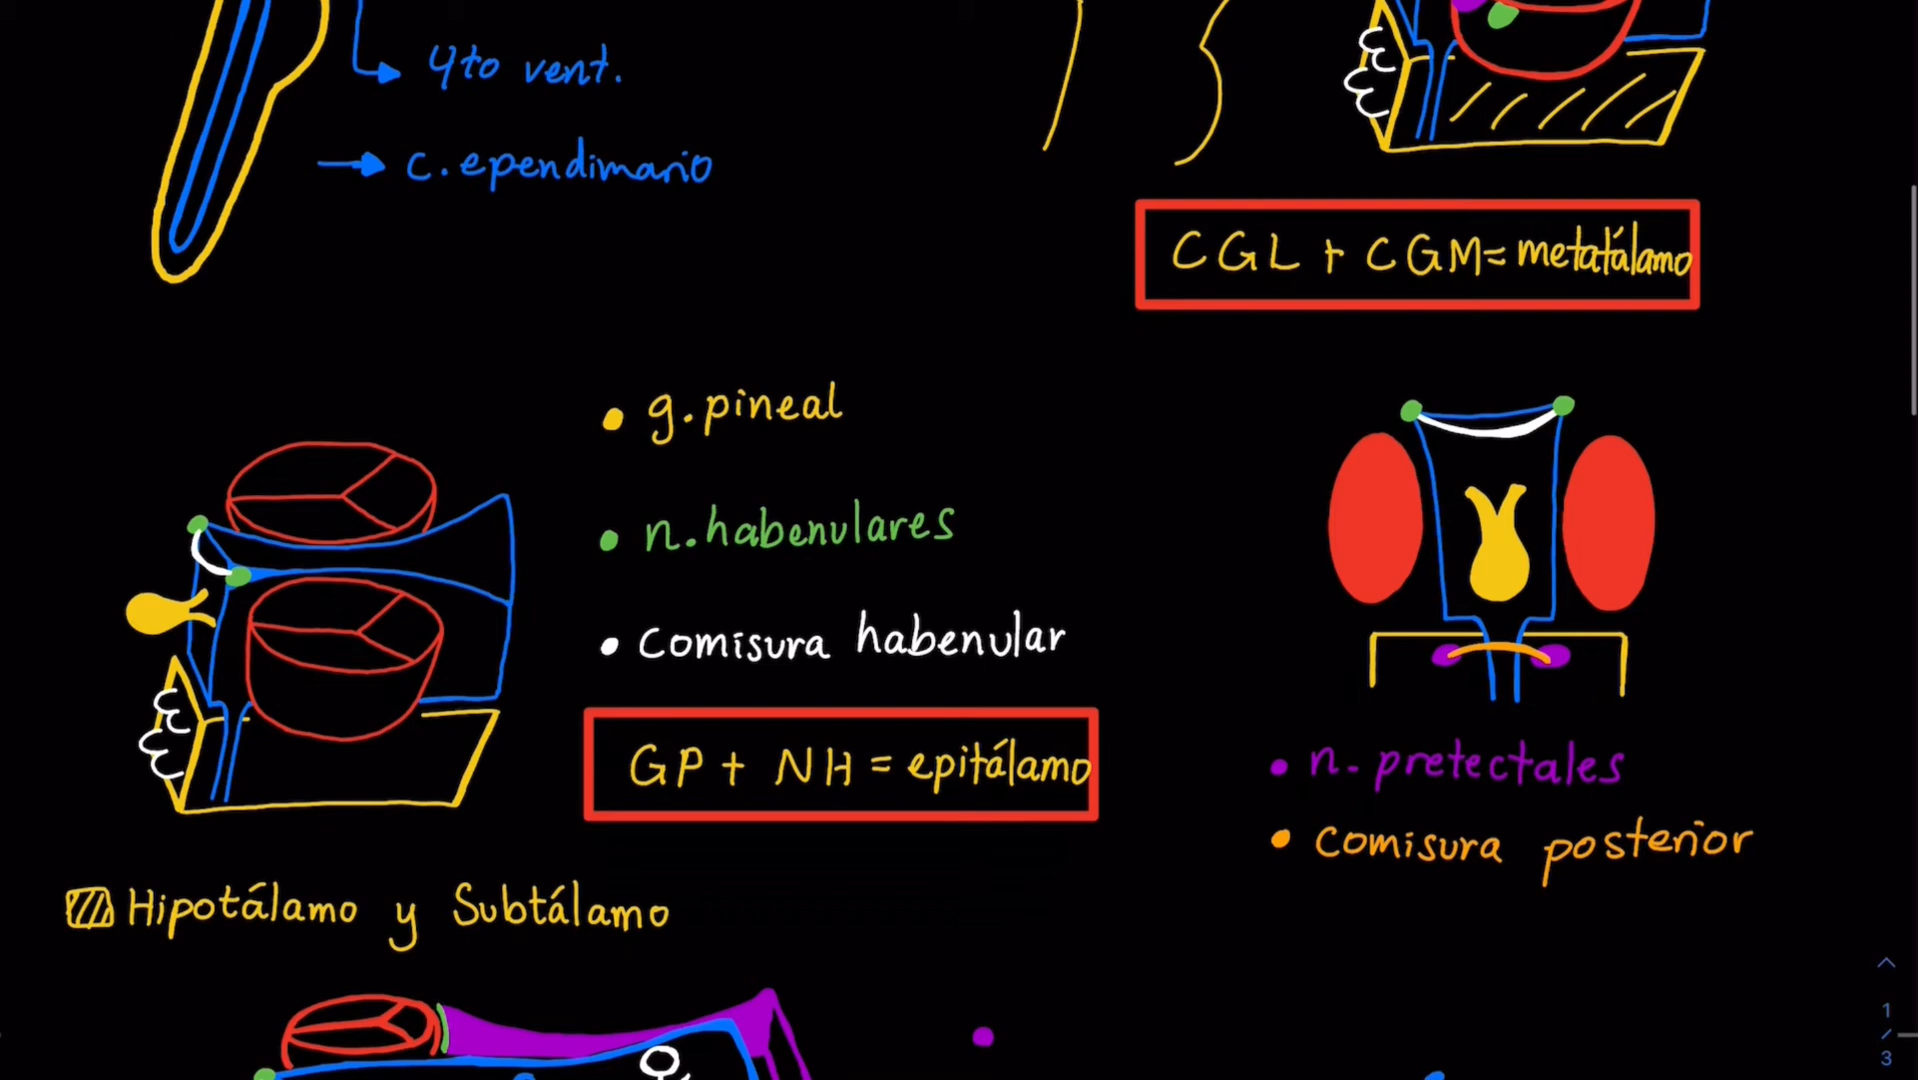 4to vent.
c. ependimario
CGL + CGM = metatálamo
g. pineal
n. habenulares
comisura habenular
GP + NH = epitálamo
n. pretectales
comisura posterior
Hipotálamo y Subtálamo
1
/
3